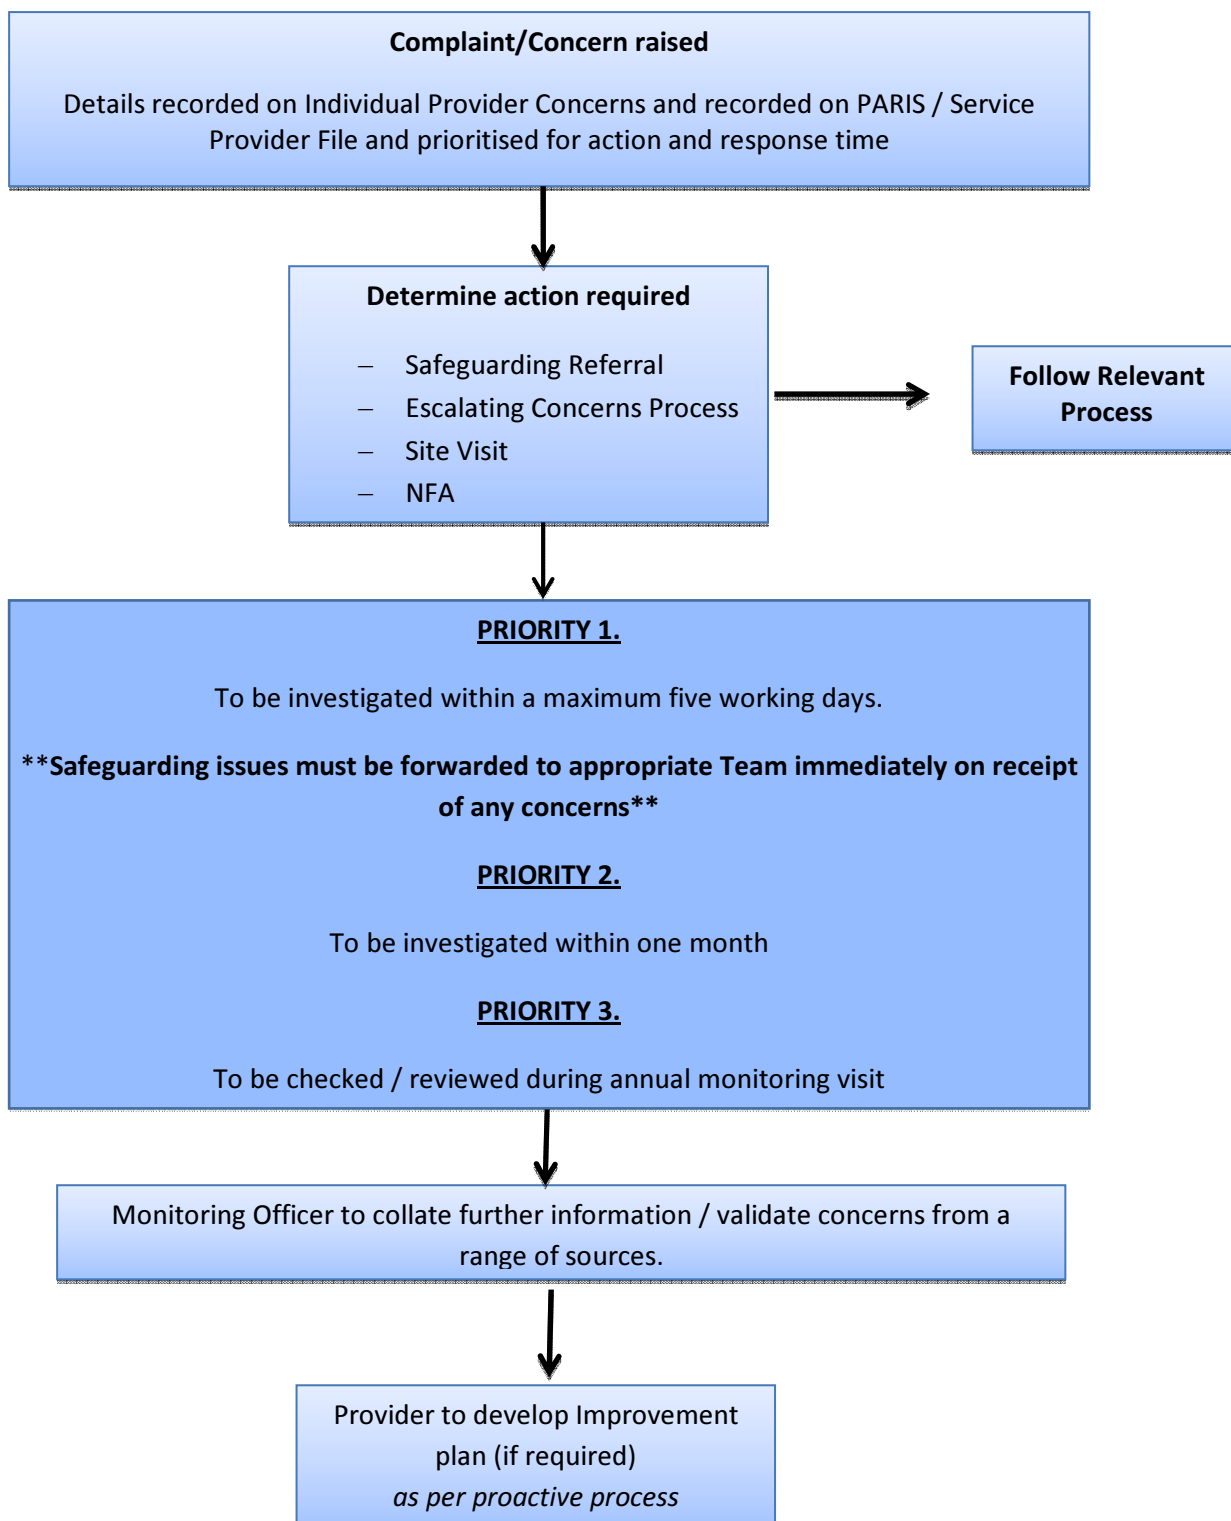 Complaint/Concern raised
Details recorded on Individual Provider Concerns and recorded on PARIS / Service
Provider File and prioritised for action and response time
Determine action required
– Safeguarding Referral
– Escalating Concerns Process
– Site Visit
– NFA
Follow Relevant
Process
PRIORITY 1.
To be investigated within a maximum five working days.
**Safeguarding issues must be forwarded to appropriate Team immediately on receipt
of any concerns**
PRIORITY 2.
To be investigated within one month
PRIORITY 3.
To be checked / reviewed during annual monitoring visit
Monitoring Officer to collate further information / validate concerns from a
range of sources.
Provider to develop Improvement
plan (if required)
as per proactive process